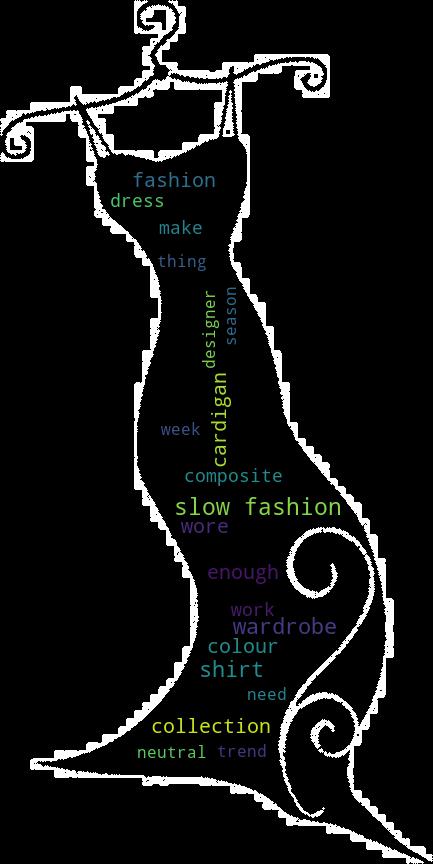 fashion
dress
make
thing
designer
season
cardigan
week
composite
slow fashion
wore
enough
work
wardrobe
colour
shirt
need
collection
neutral trend